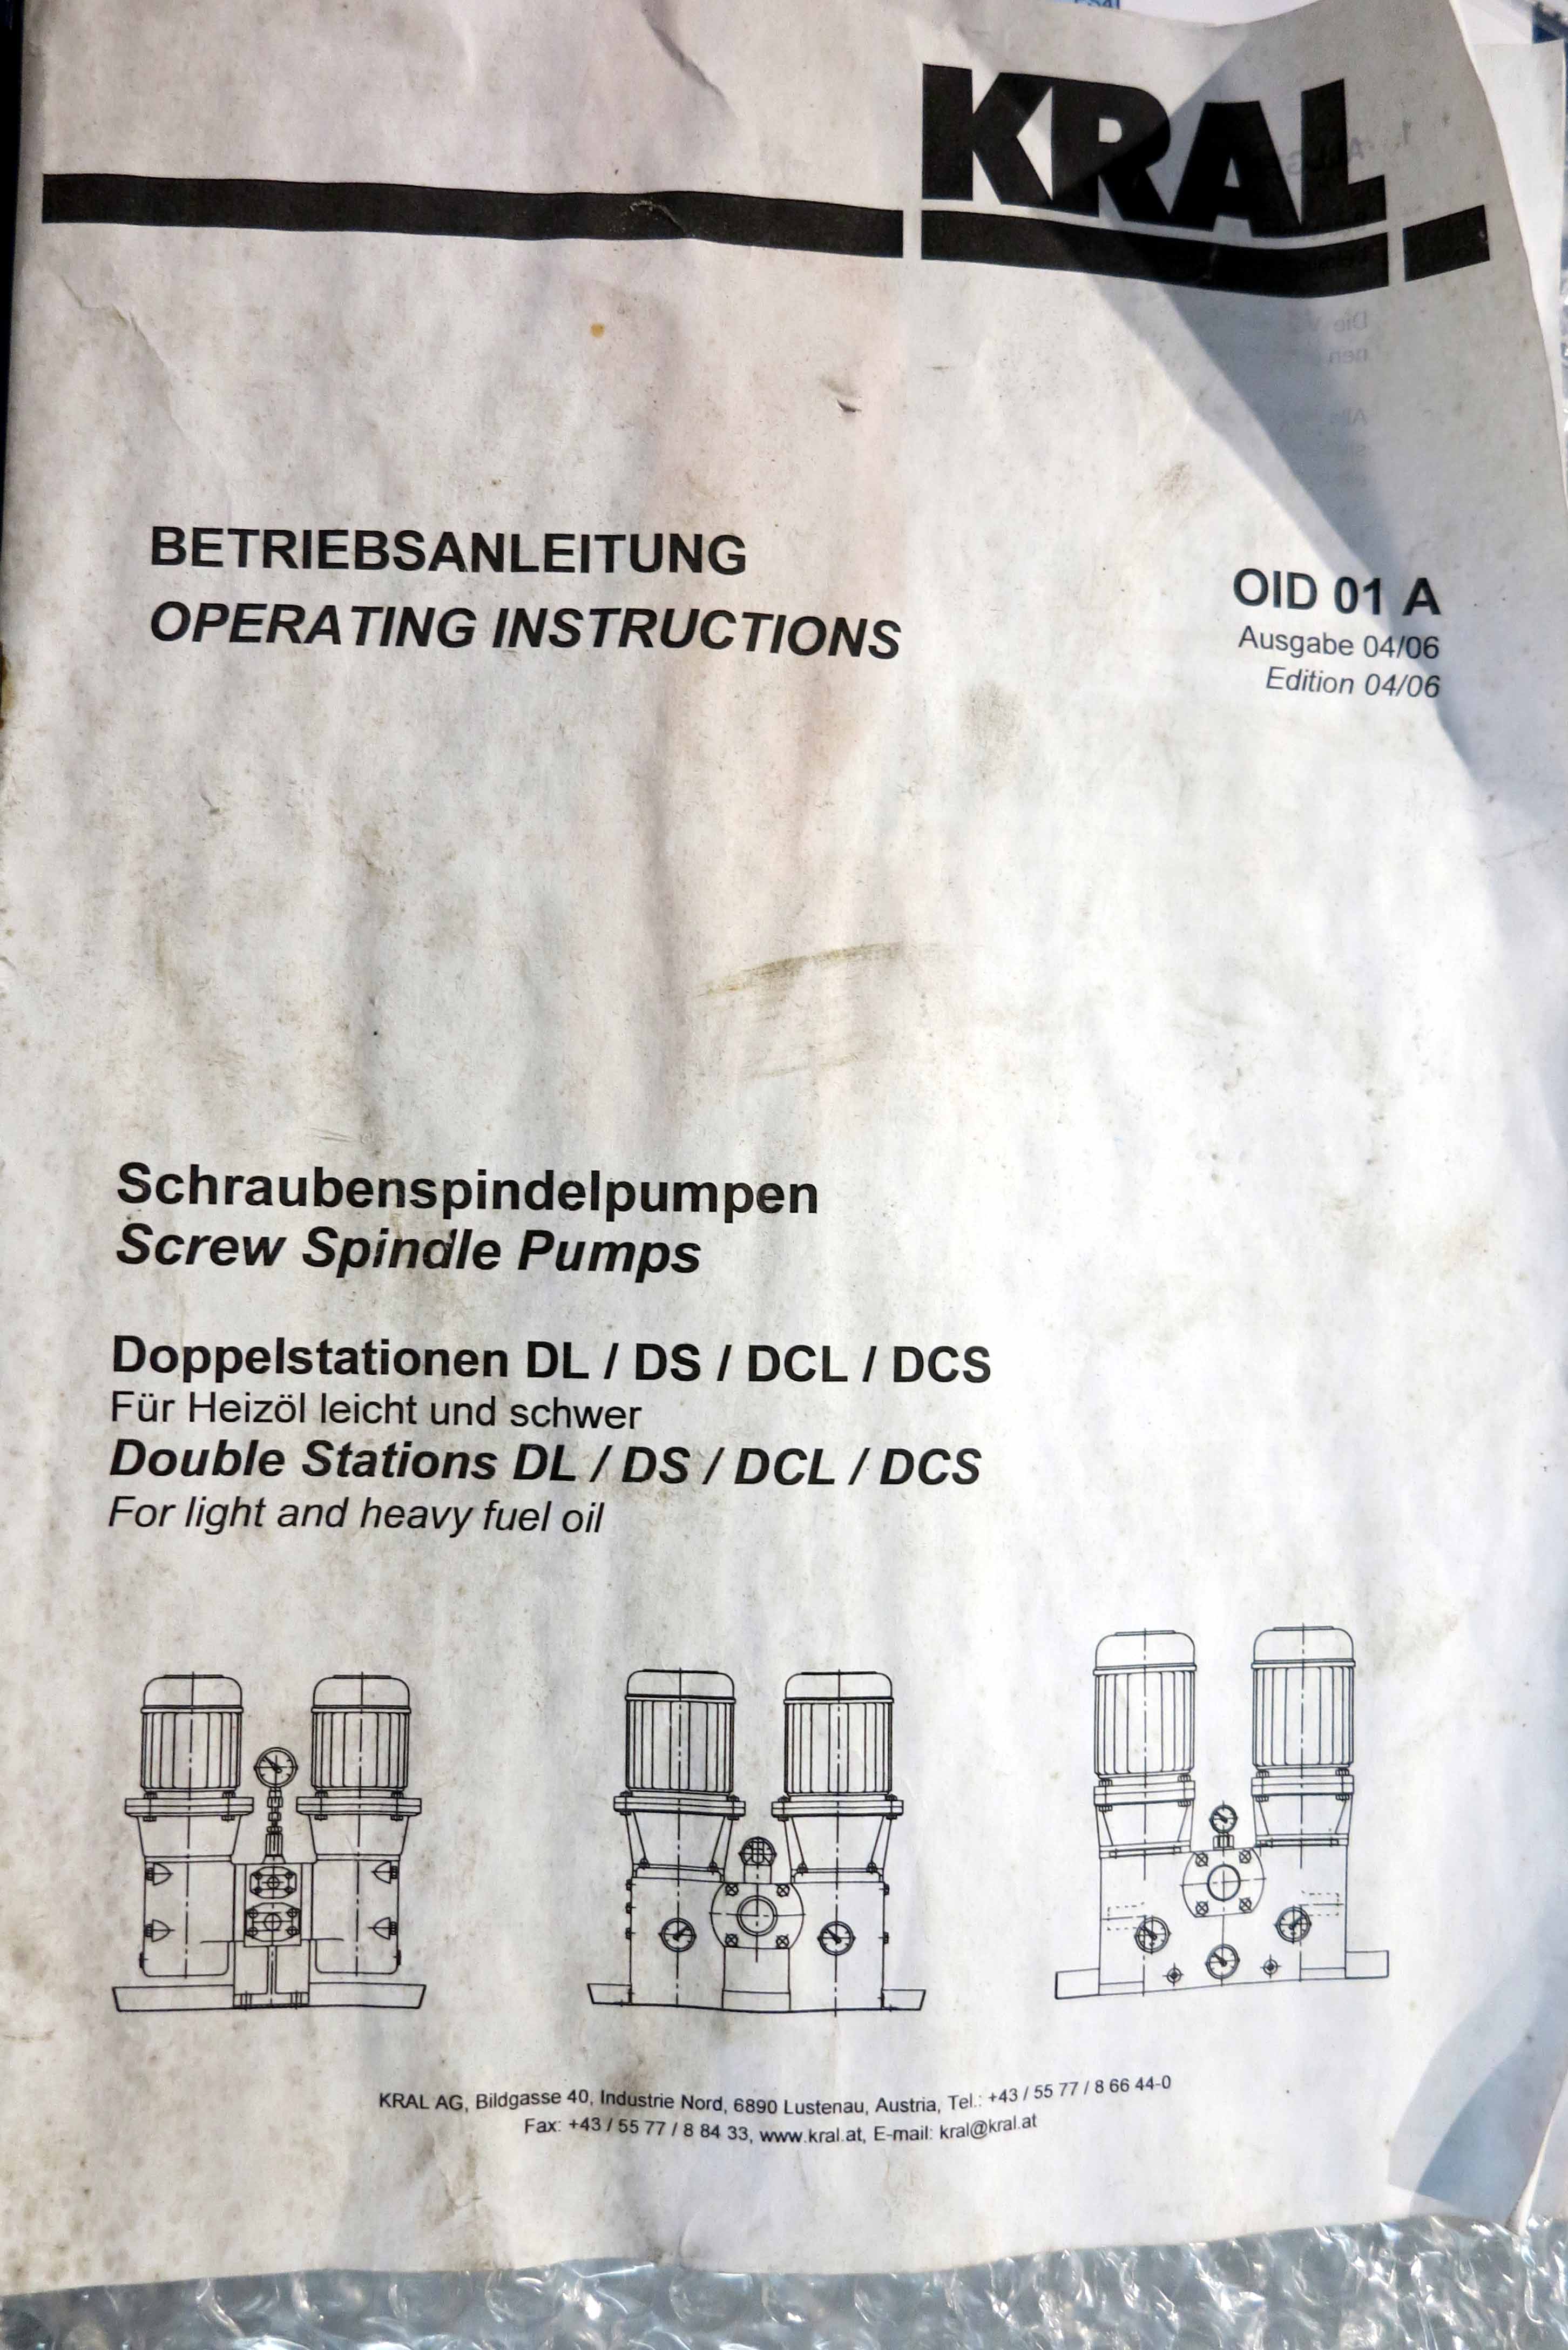 KRAL
BETRIEBSANLEITUNG
OPERATING INSTRUCTIONS
OID 01 A
Ausgabe 04/06
Edition 04/06
Schraubenspindelpumpen
Screw Spindle Pumps
Doppelstationen DL / DS / DCL / DCS
Für Heizöl leicht und schwer
Double Stations DL / DS / DCL / DCS
For light and heavy fuel oil
KRAL AG, Bildgasse 40, Industrie Nord, 6890 Lustenau, Austria, Tel.: +43 / 55 77 / 8 66 44-0
Fax: +43 / 55 77 / 8 84 33, www.kral.at, E-mail: kral@kral.at